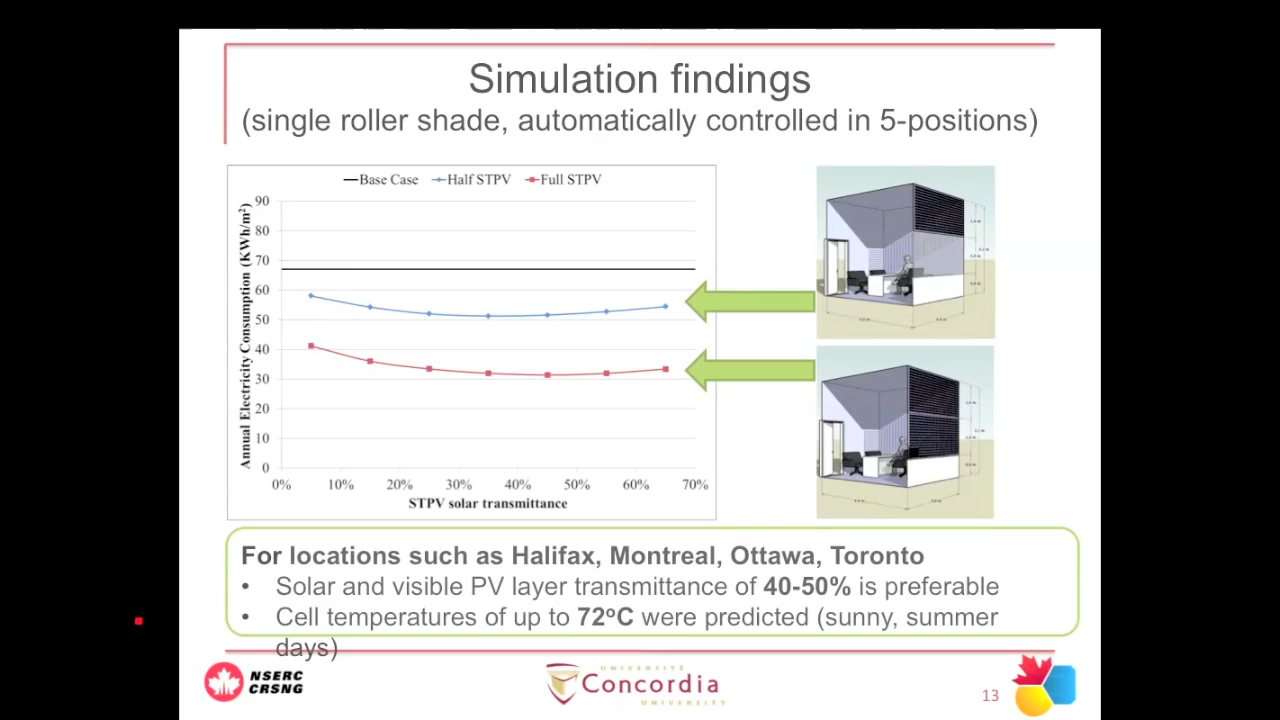 Simulation findings
(single roller shade, automatically controlled in 5-positions)
Base Case Half STPV Full STPV
Annual Electricity Consumption (KWh/m²)
90
80
70
60
50
40
30
20
10
0
0% 10% 20% 30% 40% 50% 60% 70%
STPV solar transmittance
For locations such as Halifax, Montreal, Ottawa, Toronto
• Solar and visible PV layer transmittance of 40-50% is preferable
• Cell temperatures of up to 72ºC were predicted (sunny, summer
days)
NSERC
CRSNG
UNIVERSITÉ
Concordia
UNIVERSITY
13